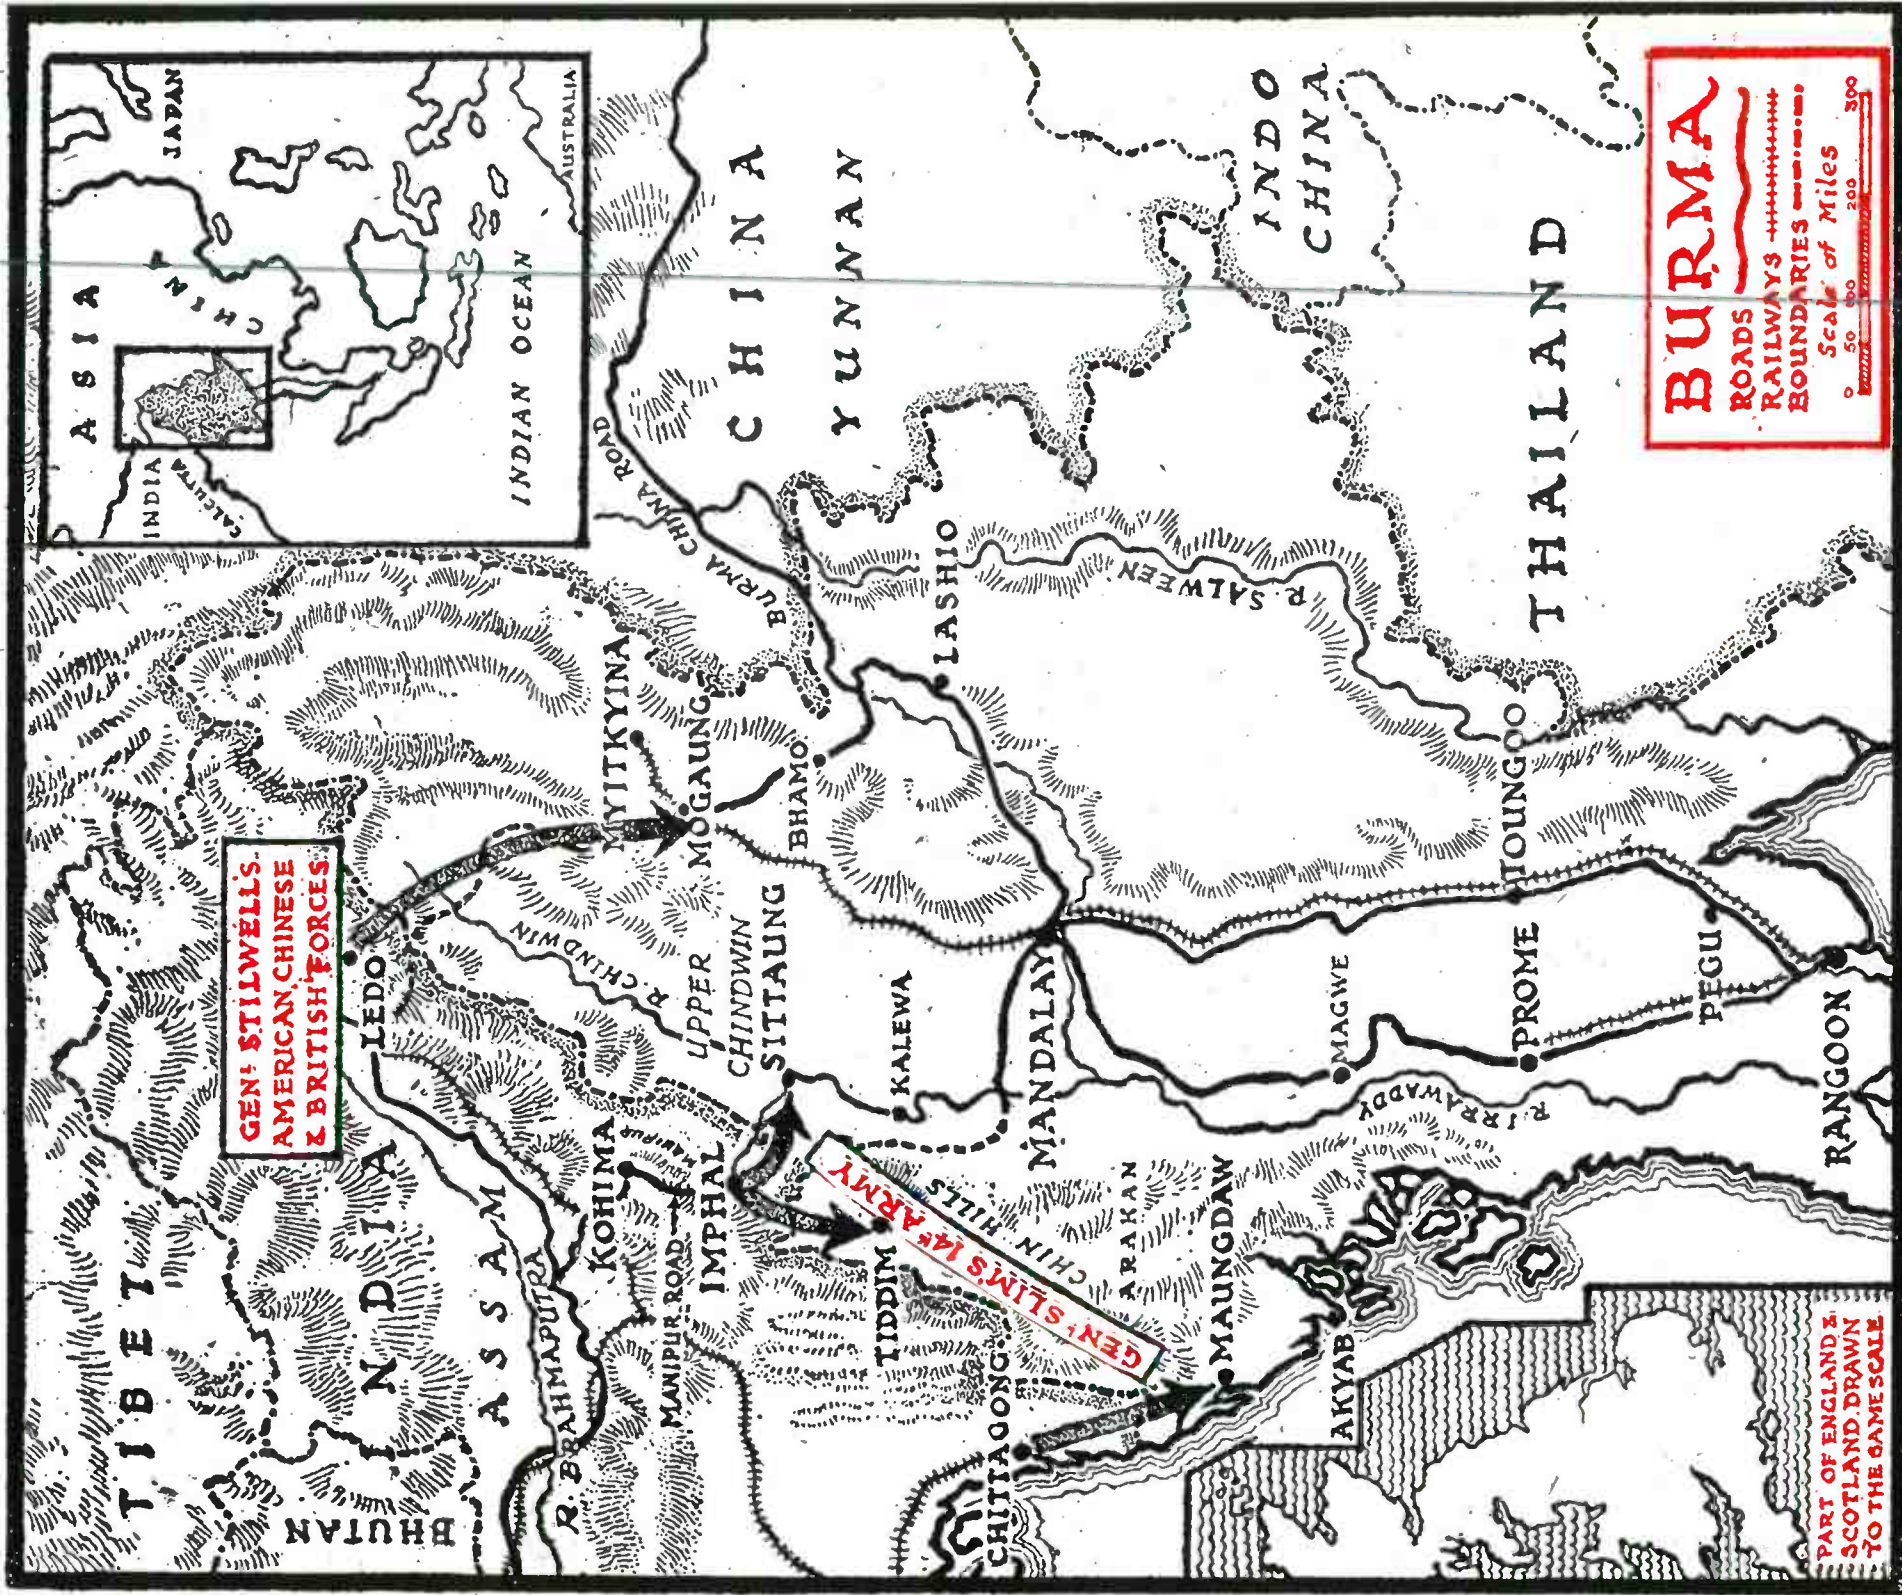 ASIA
JAPAN
CHINA
INDIA
CALCUTTA
INDIAN OCEAN
AUSTRALIA
TIBET
BHUTAN
INDIA
ASSAM
R. BRAHMAPUTRA
GENL STILWELLS
AMERICAN, CHINESE
& BRITISH FORCES
LEDO
R. CHINDWIN
UPPER
CHINDWIN
MYITKYINA
MOGAUNG
BHAMO
BURMA CHINA ROAD
CHINA
YUNNAN
KOHIMA
MANIPUR
MANIPUR ROAD
IMPHAL
SITTAUNG
KALEWA
LASHIO
R. SALWEEN
INDO
CHINA
TIDDIM
GENL SLIM'S 14TH ARMY
CHIN HILLS
CHITTAGONG
MANDALAY
ARAKAN
MAUNGDAW
AKYAB
MAGWE
R. IRRAWADDY
PROME
TOUNGOO
THAILAND
PEGU
RANGOON
BURMA
ROADS
RAILWAYS
BOUNDARIES
Scale of Miles
0 50 100 200 300
PART OF ENGLAND &
SCOTLAND. DRAWN
TO THE SAME SCALE